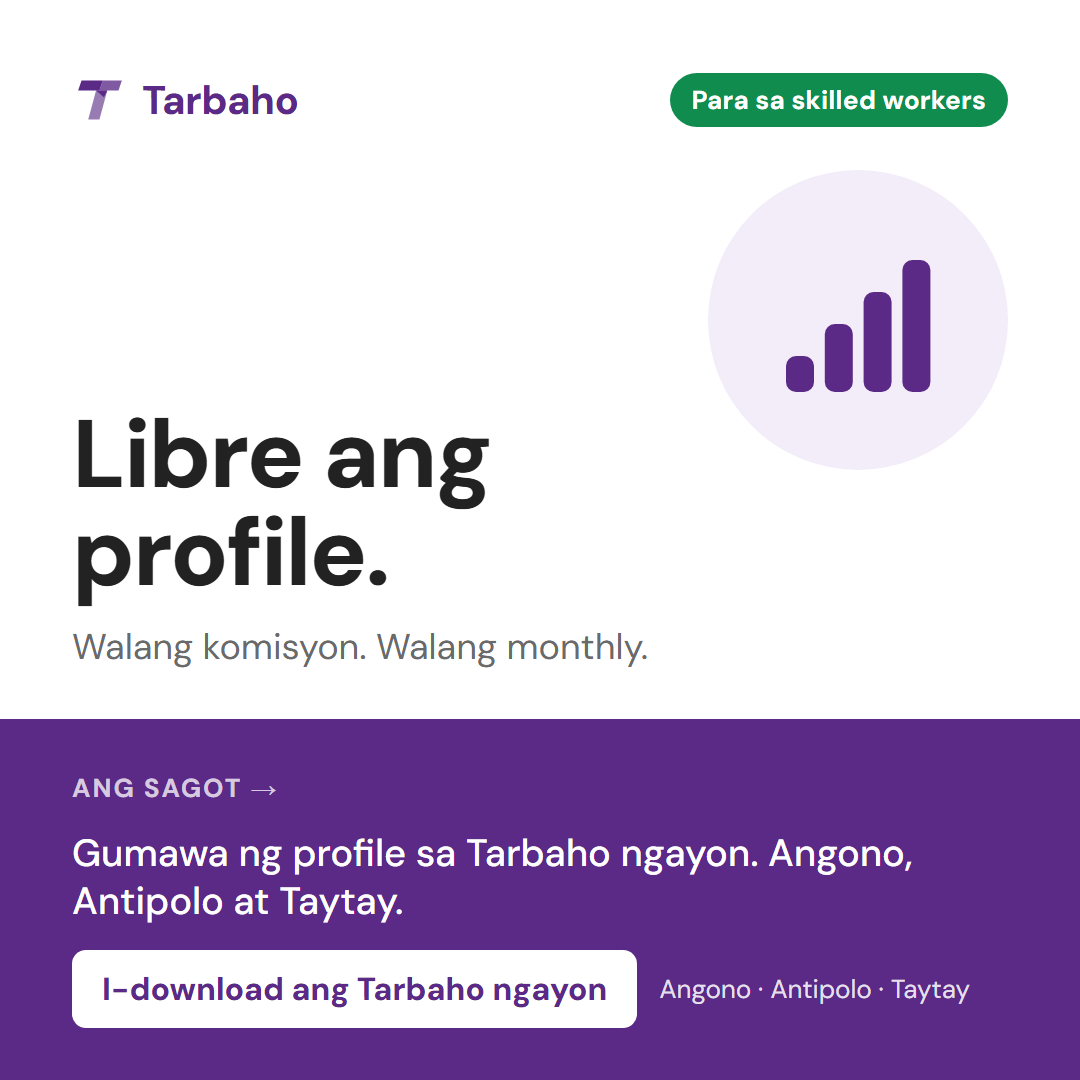 Tarbaho
Para sa skilled workers
Libre ang
profile.
Walang komisyon. Walang monthly.
ANG SAGOT →
Gumawa ng profile sa Tarbaho ngayon. Angono,
Antipolo at Taytay.
I-download ang Tarbaho ngayon
Angono · Antipolo · Taytay